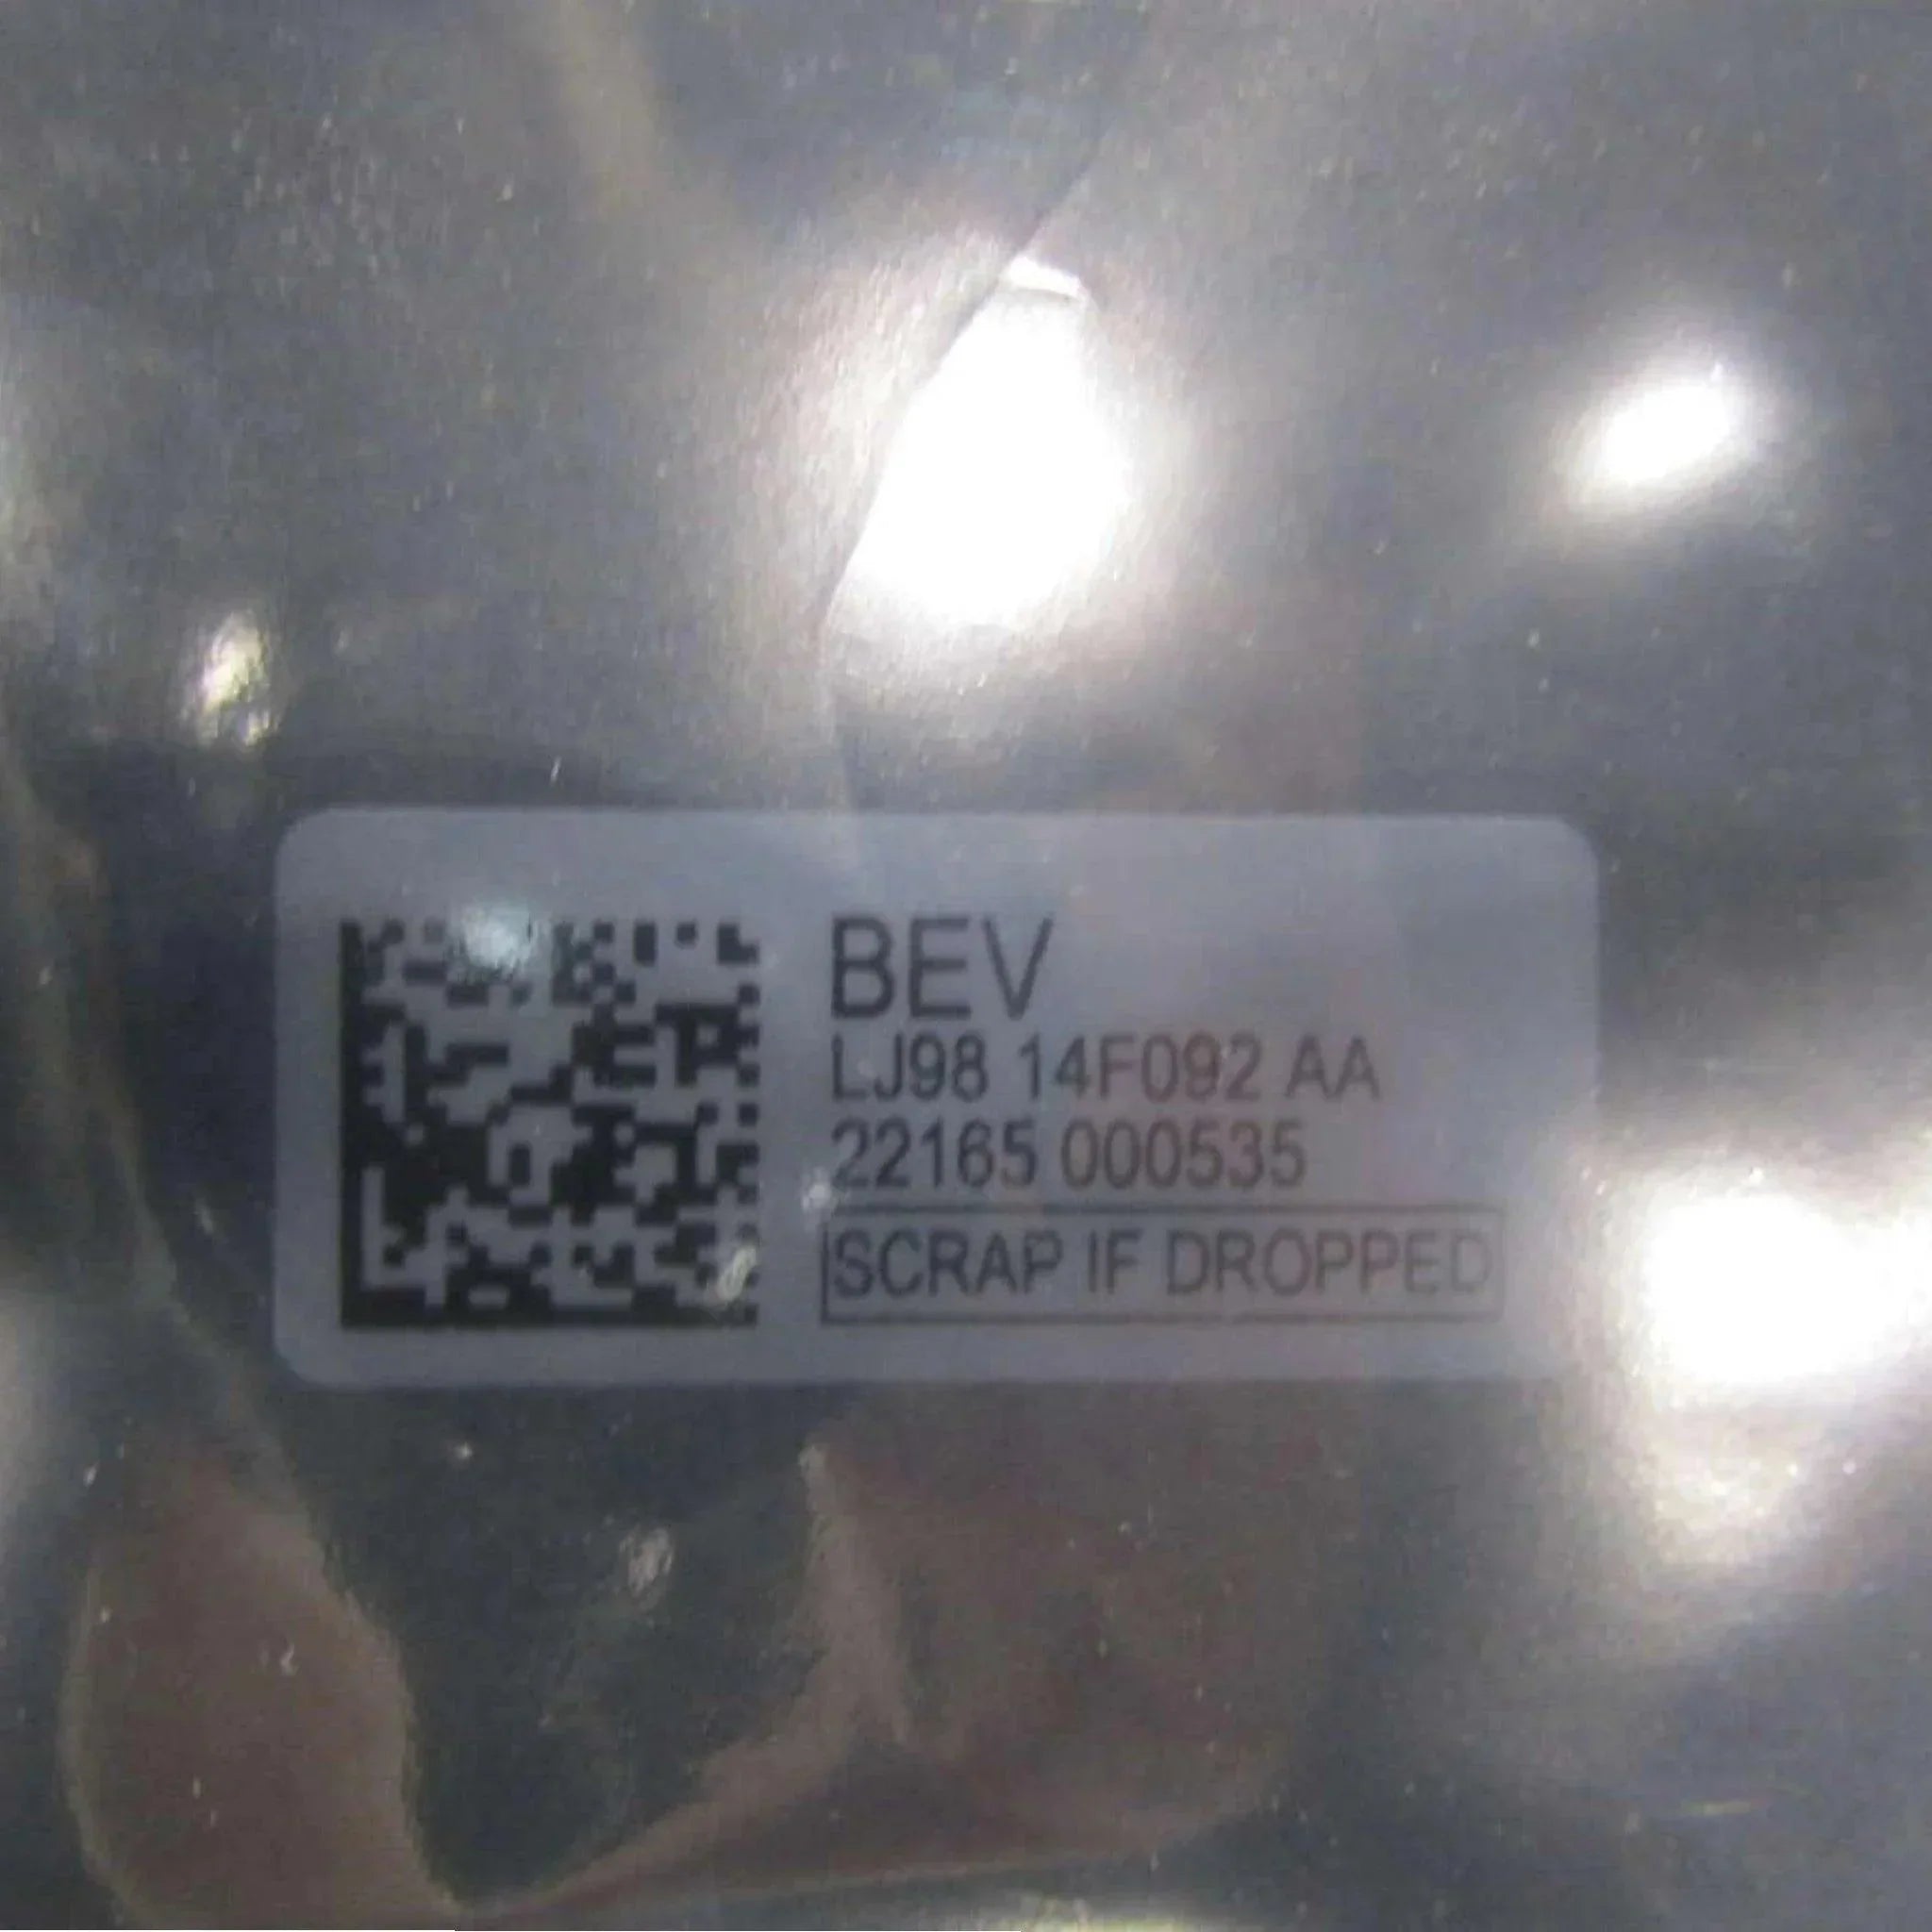 BEV
LJ98 14F092 AA
22165 000535
SCRAP IF DROPPED